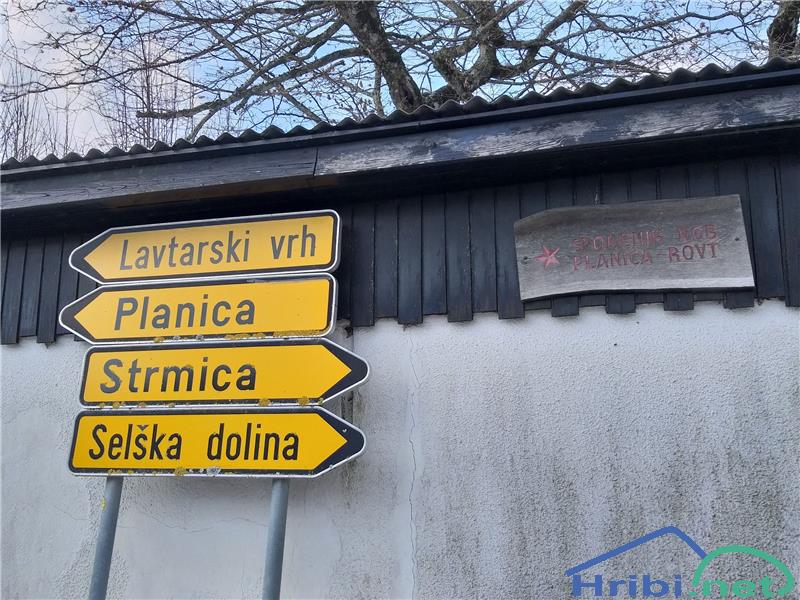 Lavtarski vrh
Planica
Strmica
Selška dolina
SPOMENIK NOB
PLANICA-ROVT
Hribi.net